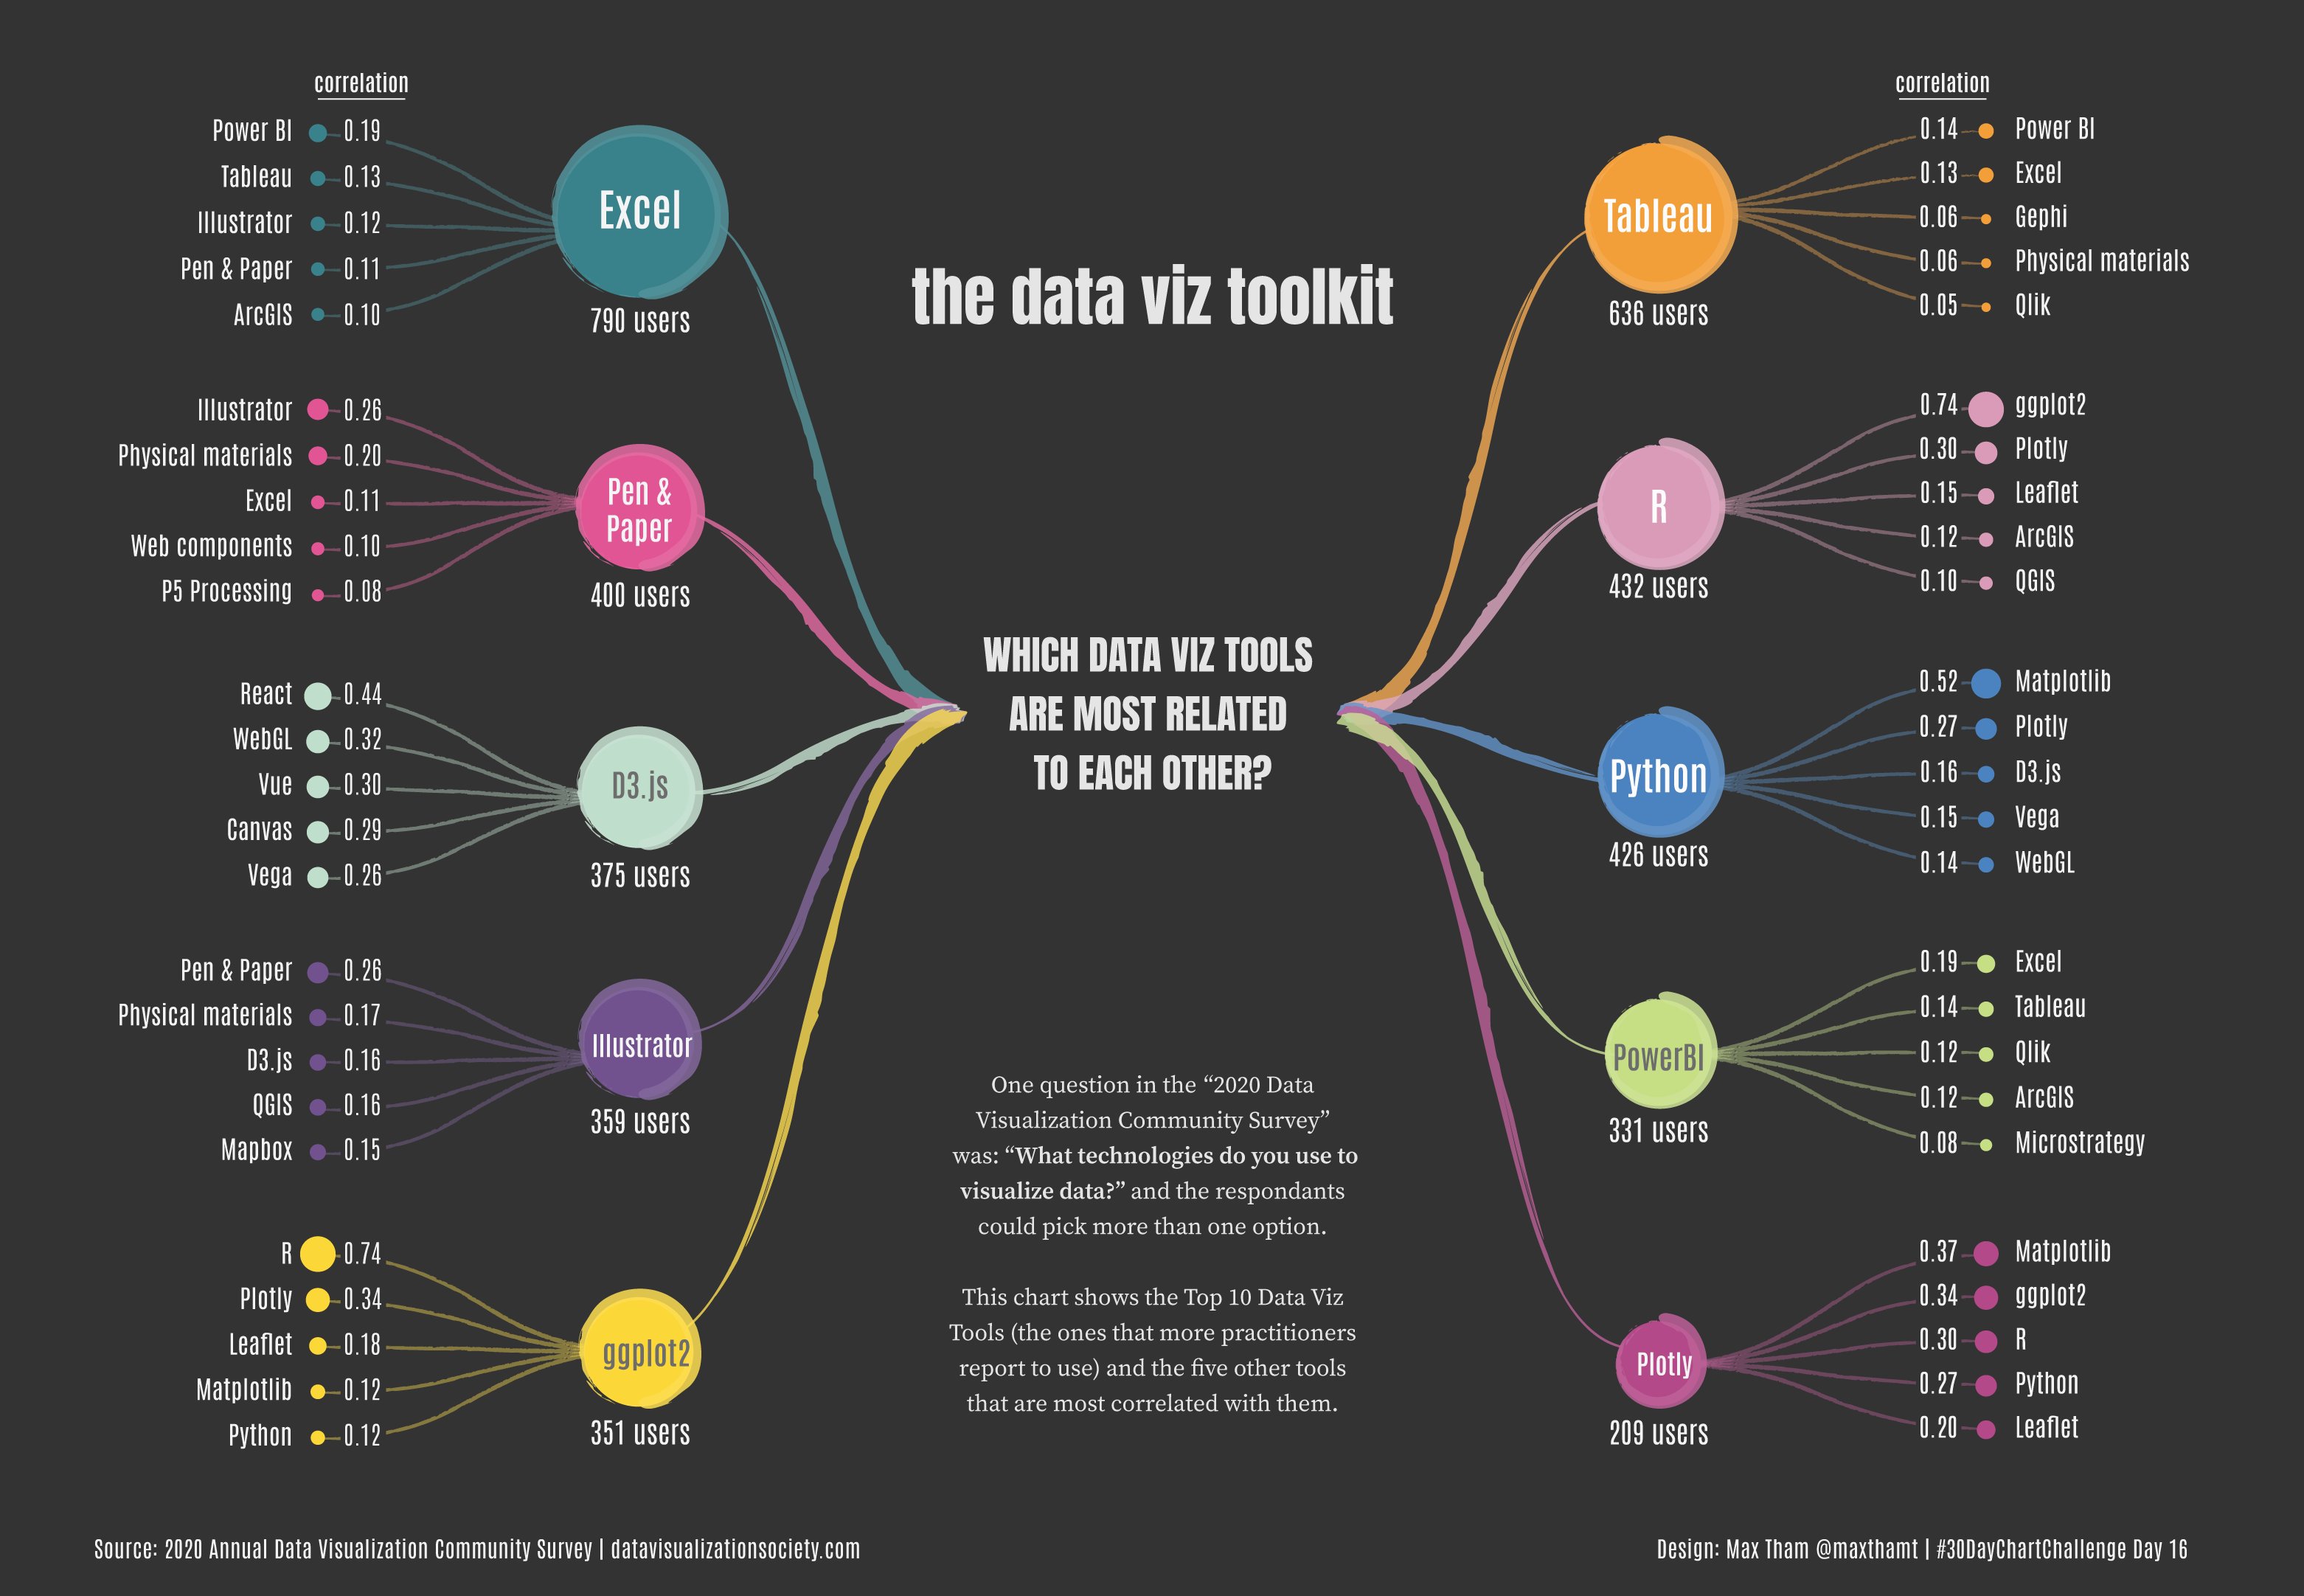 the data viz toolkit
WHICH DATA VIZ TOOLS
ARE MOST RELATED
TO EACH OTHER?
correlation
Power BI 0.19
Tableau 0.13
Illustrator 0.12
Pen & Paper 0.11
ArcGIS 0.10
Excel
790 users
Illustrator 0.26
Physical materials 0.20
Excel 0.11
Web components 0.10
P5 Processing 0.08
Pen &
Paper
400 users
React 0.44
WebGL 0.32
Vue 0.30
Canvas 0.29
Vega 0.26
D3.js
375 users
Pen & Paper 0.26
Physical materials 0.17
D3.js 0.16
QGIS 0.16
Mapbox 0.15
Illustrator
359 users
R 0.74
Plotly 0.34
Leaflet 0.18
Matplotlib 0.12
Python 0.12
ggplot2
351 users
correlation
Tableau
636 users
0.14 Power BI
0.13 Excel
0.06 Gephi
0.06 Physical materials
0.05 Qlik
R
432 users
0.74 ggplot2
0.30 Plotly
0.15 Leaflet
0.12 ArcGIS
0.10 QGIS
Python
426 users
0.52 Matplotlib
0.27 Plotly
0.16 D3.js
0.15 Vega
0.14 WebGL
PowerBI
331 users
0.19 Excel
0.14 Tableau
0.12 Qlik
0.12 ArcGIS
0.08 Microstrategy
Plotly
209 users
0.37 Matplotlib
0.34 ggplot2
0.30 R
0.27 Python
0.20 Leaflet
One question in the “2020 Data
Visualization Community Survey”
was: “What technologies do you use to
visualize data?” and the respondants
could pick more than one option.
This chart shows the Top 10 Data Viz
Tools (the ones that more practitioners
report to use) and the five other tools
that are most correlated with them.
Source: 2020 Annual Data Visualization Community Survey | datavisualizationsociety.com
Design: Max Tham @maxthamt | #30DayChartChallenge Day 16